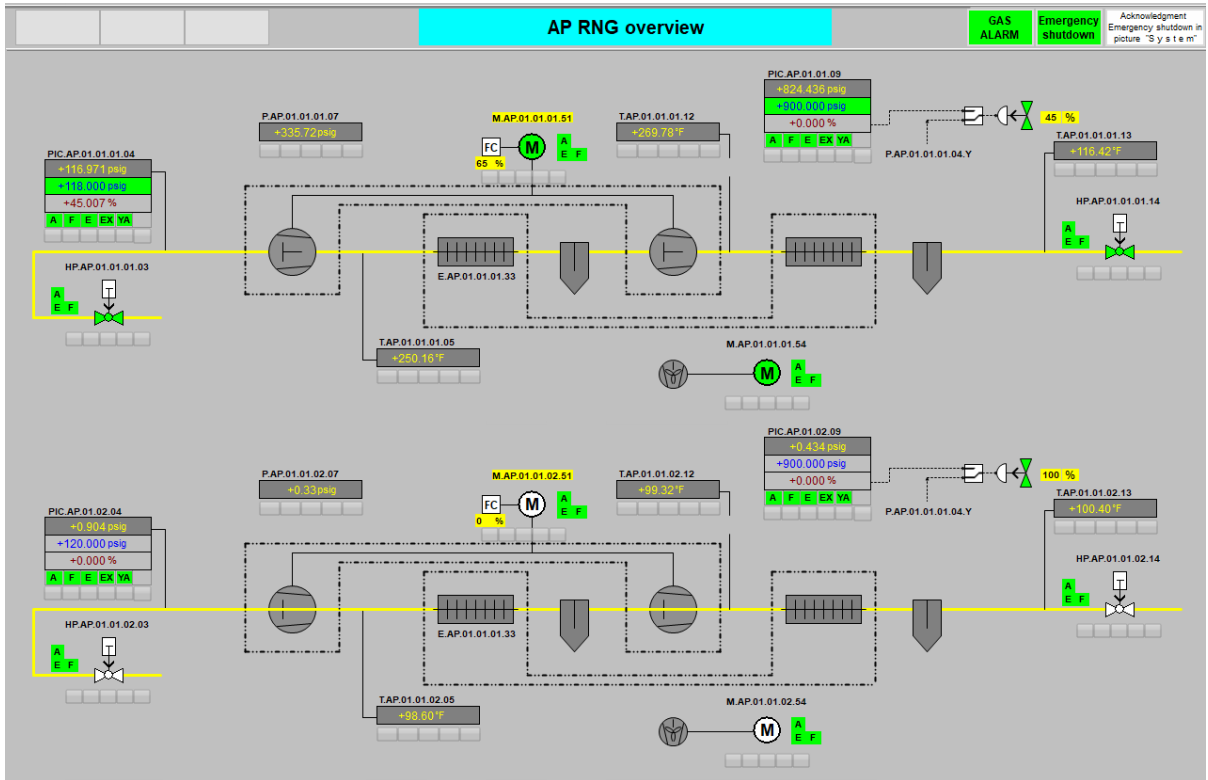 AP RNG overview
GAS
ALARM
Emergency
shutdown
Acknowledgment
Emergency shutdown in
picture "S y s t e m"
PIC.AP.01.01.09
+824.436 psig
+900.000 psig
+0.000 %
A F E EX YA
P.AP.01.01.01.07
+335.72 psig
M.AP.01.01.01.51
FC
M
A
E F
65 %
T.AP.01.01.01.12
+269.78 °F
45 %
P.AP.01.01.01.04.Y
T.AP.01.01.01.13
+116.42 °F
PIC.AP.01.01.01.04
+116.971 psig
+118.000 psig
+45.007 %
A F E EX YA
HP.AP.01.01.01.14
T
A
E F
HP.AP.01.01.01.03
T
A
E F
E.AP.01.01.01.33
T.AP.01.01.01.05
+250.16 °F
M.AP.01.01.01.54
M
A
E F
PIC.AP.01.02.09
+0.434 psig
+900.000 psig
+0.000 %
A F E EX YA
P.AP.01.01.02.07
+0.33 psig
M.AP.01.01.02.51
FC
M
A
E F
0 %
T.AP.01.01.02.12
+99.32 °F
100 %
P.AP.01.01.01.04.Y
T.AP.01.01.02.13
+100.40 °F
PIC.AP.01.02.04
+0.904 psig
+120.000 psig
+0.000 %
A F E EX YA
HP.AP.01.01.02.14
T
A
E F
HP.AP.01.01.02.03
T
A
E F
E.AP.01.01.01.33
T.AP.01.01.02.05
+98.60 °F
M.AP.01.01.02.54
M
A
E F